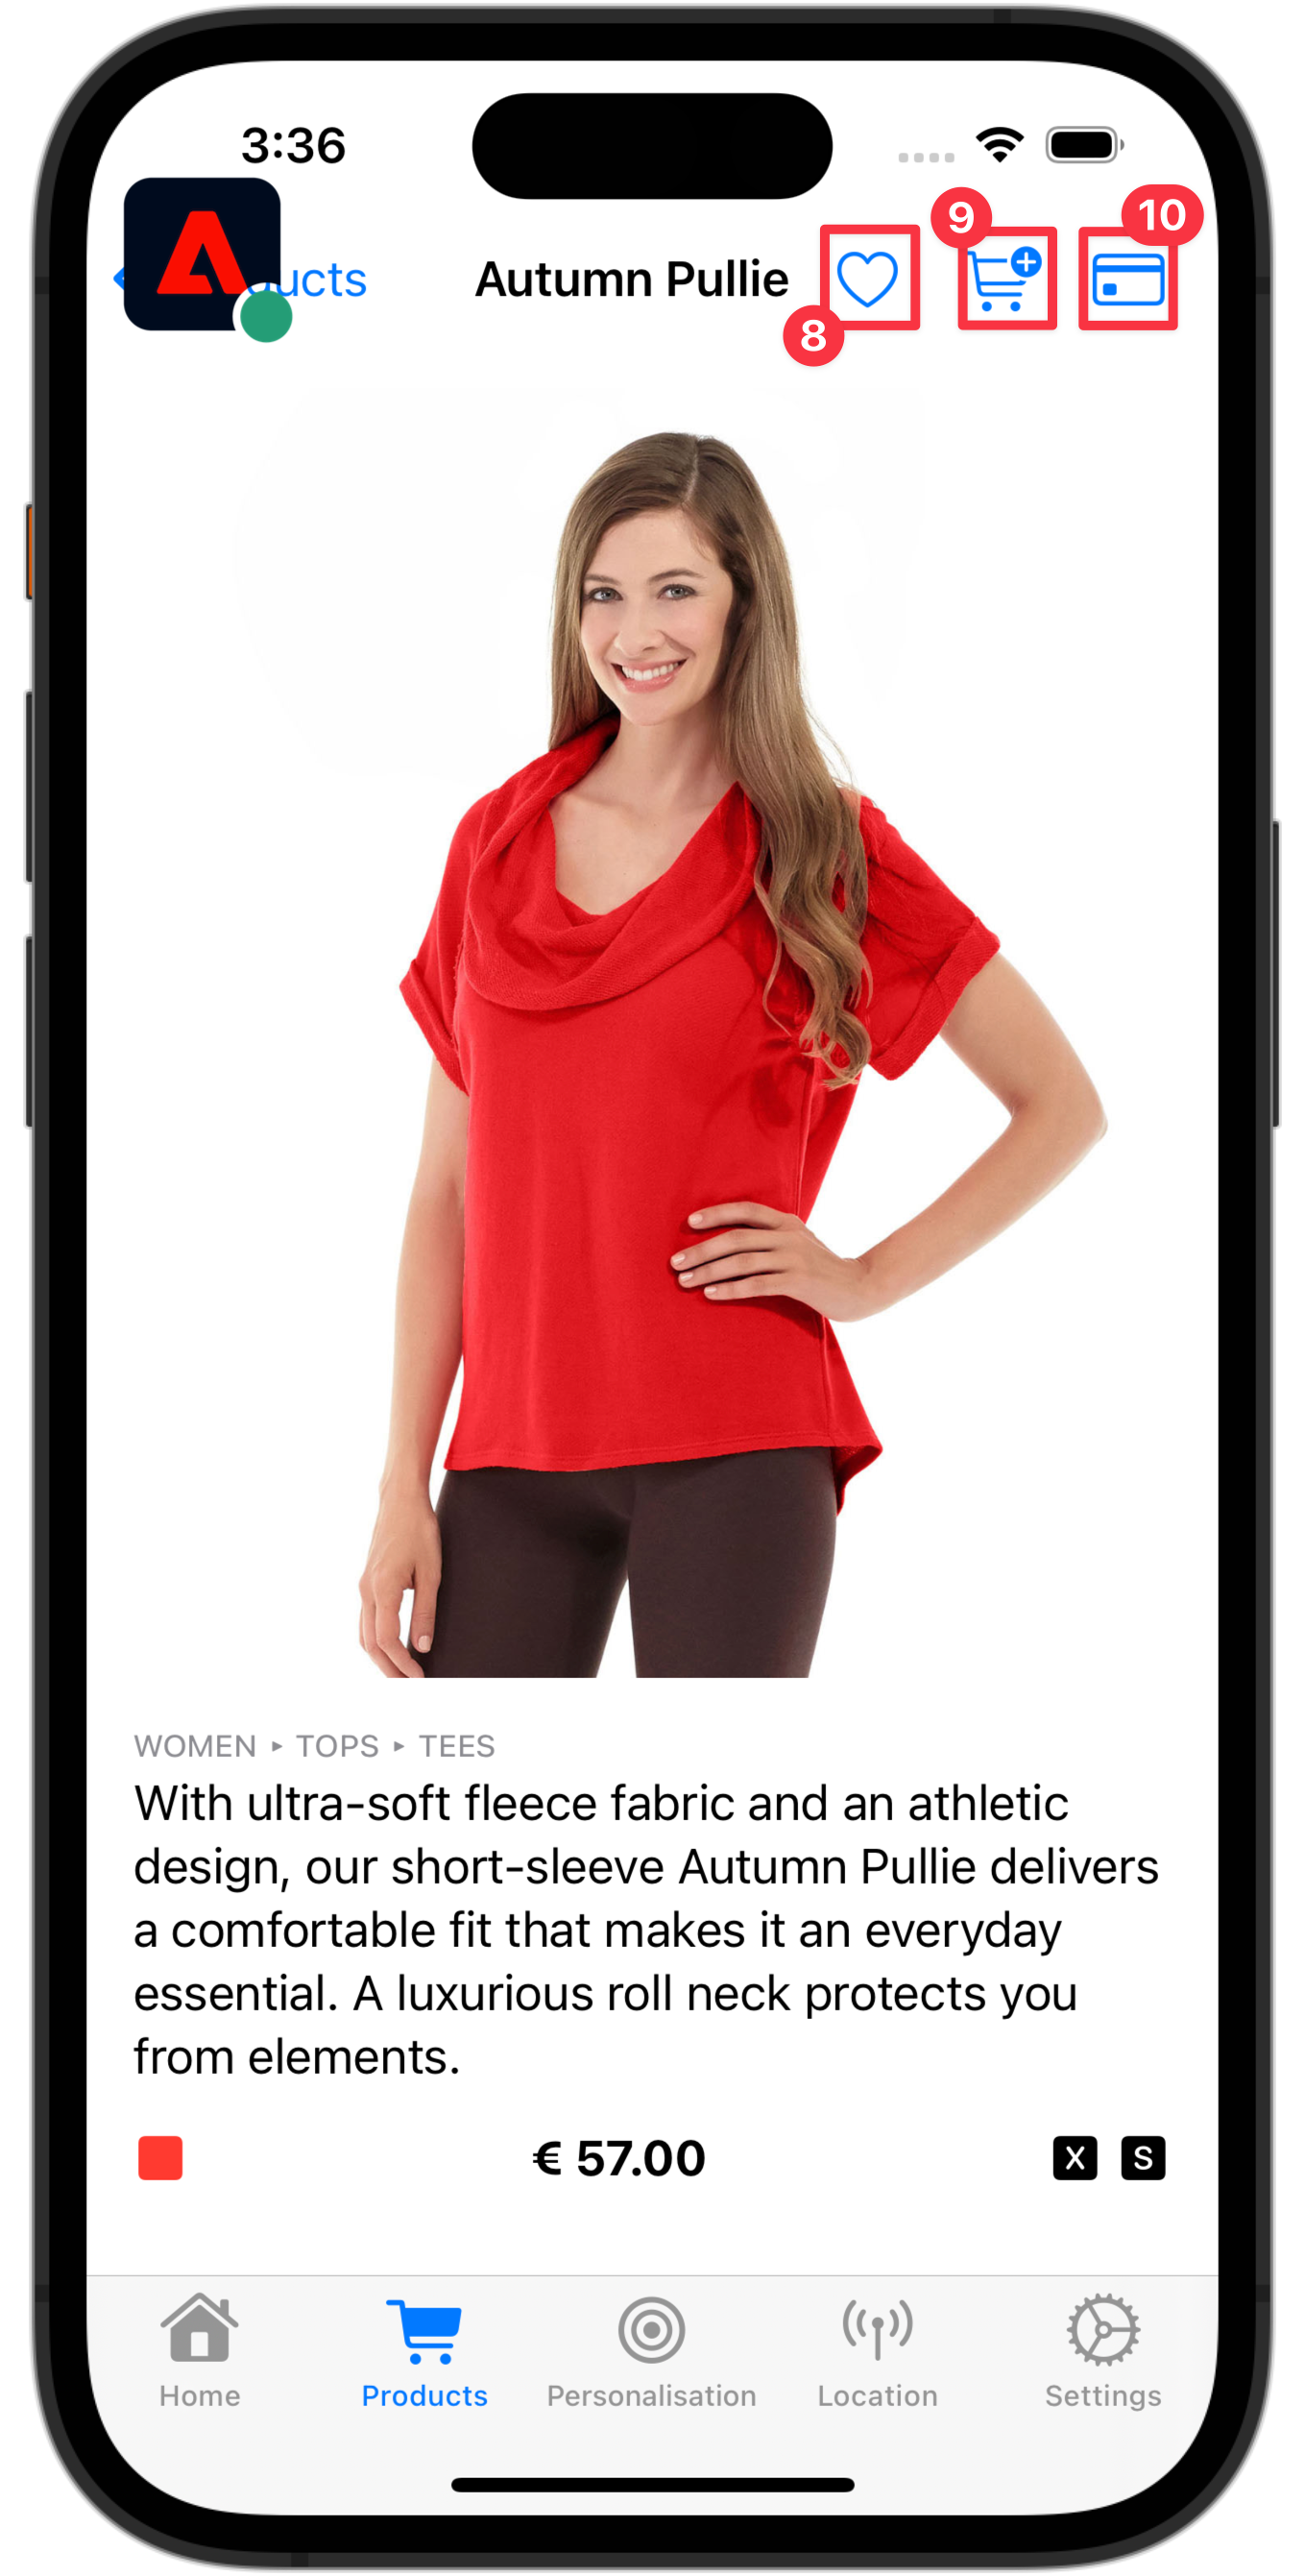 3:36
ucts
Autumn Pullie
8
9
10
WOMEN ▸ TOPS ▸ TEES
With ultra-soft fleece fabric and an athletic
design, our short-sleeve Autumn Pullie delivers
a comfortable fit that makes it an everyday
essential. A luxurious roll neck protects you
from elements.
€ 57.00
X S
Home Products Personalisation Location Settings